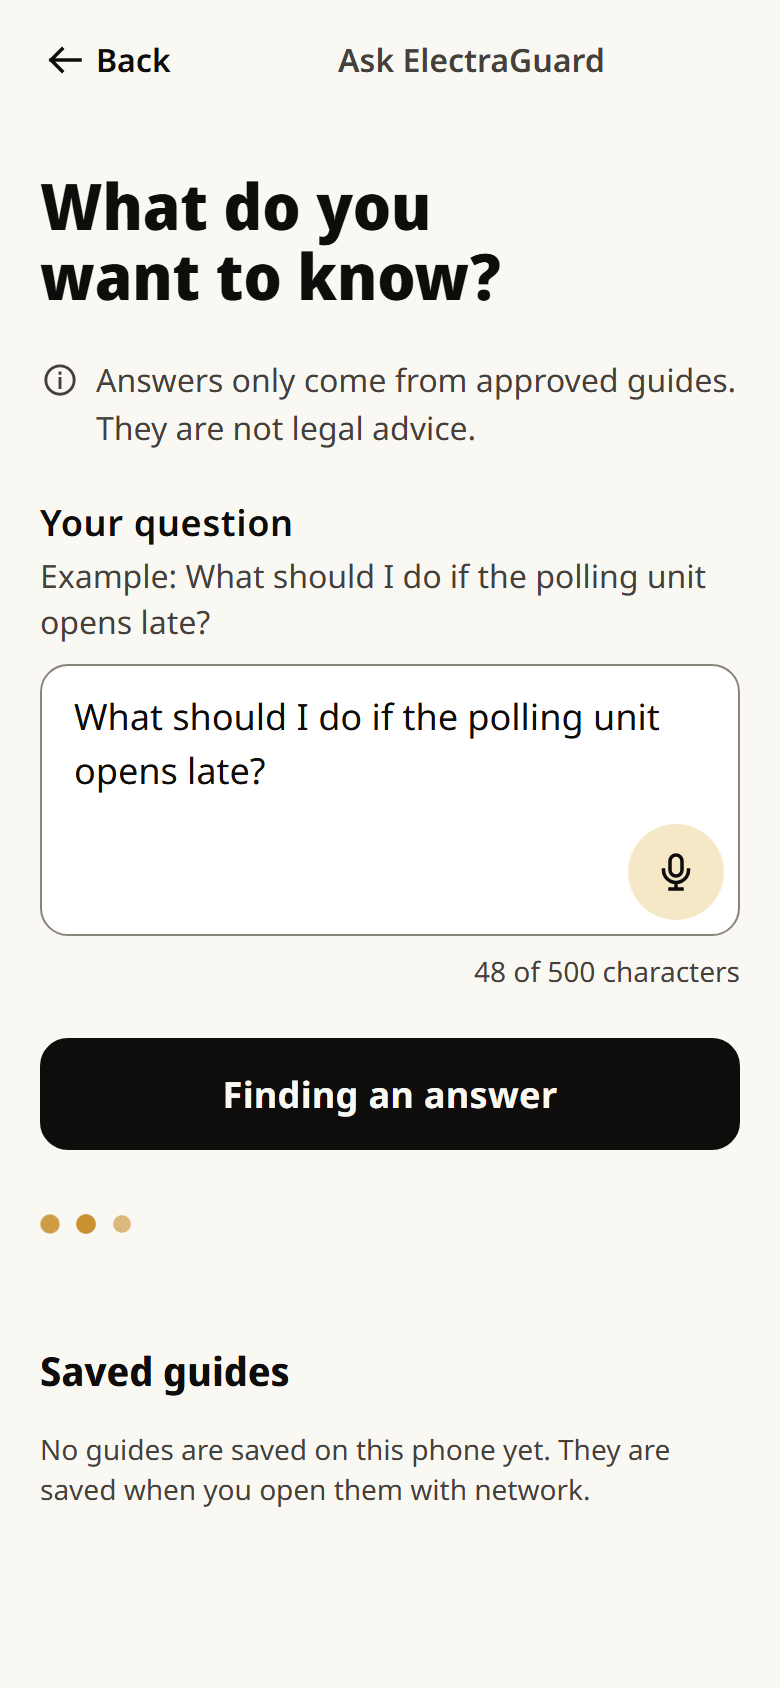 Back
Ask ElectraGuard
What do you
want to know?
Answers only come from approved guides.
They are not legal advice.
Your question
Example: What should I do if the polling unit
opens late?
What should I do if the polling unit
opens late?
48 of 500 characters
Finding an answer
Saved guides
No guides are saved on this phone yet. They are
saved when you open them with network.